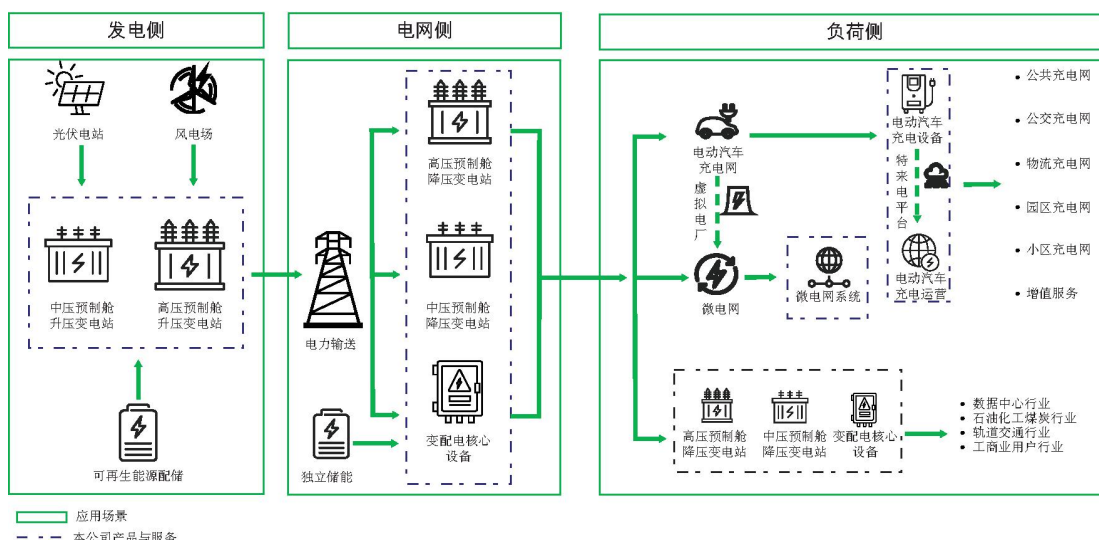 发电侧
电网侧
负荷侧
光伏电站
风电场
中压预制舱
升压变电站
高压预制舱
升压变电站
可再生能源配储
电力输送
独立储能
高压预制舱
降压变电站
中压预制舱
降压变电站
变配电核心
设备
电动汽车
充电网
虚拟电厂
微电网
微电网系统
电动汽车
充电设备
特来电平台
电动汽车
充电运营
• 公共充电网
• 公交充电网
• 物流充电网
• 园区充电网
• 小区充电网
• 增值服务
高压预制舱
降压变电站
中压预制舱
降压变电站
变配电核心
设备
• 数据中心行业
• 石油化工煤炭行业
• 轨道交通行业
• 工商业用户行业
应用场景
本公司产品与服务